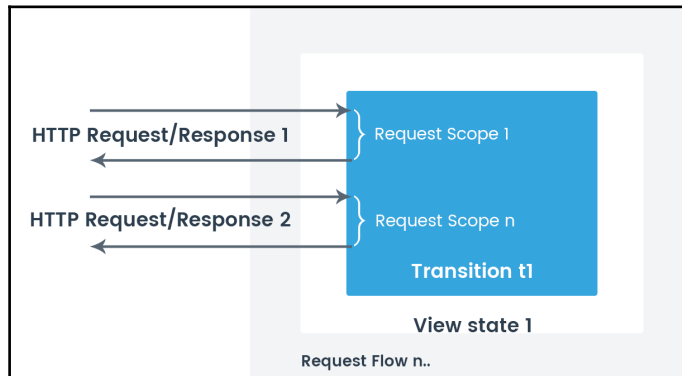 HTTP Request/Response 1
Request Scope 1
HTTP Request/Response 2
Request Scope n
Transition t1
View state 1
Request Flow n..